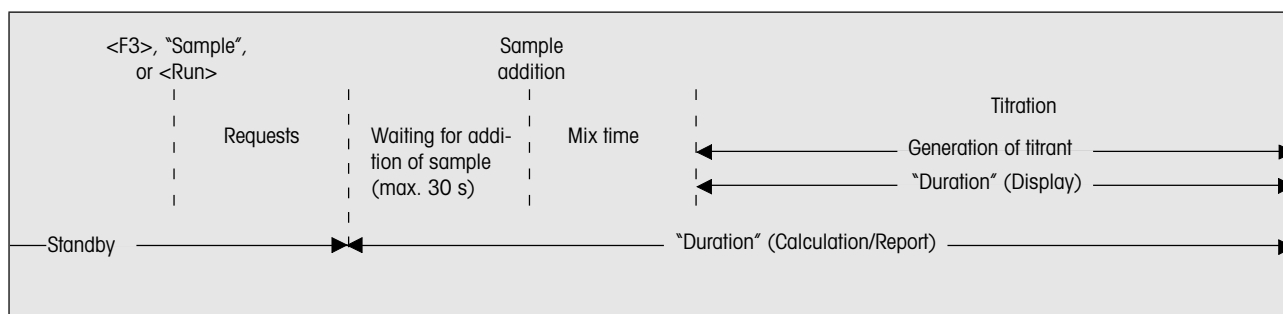 <F3>, “Sample”,
or <Run>
Sample
addition
Titration
Requests
Waiting for addi-
tion of sample
(max. 30 s)
Mix time
Generation of titrant
“Duration” (Display)
Standby
“Duration” (Calculation/Report)